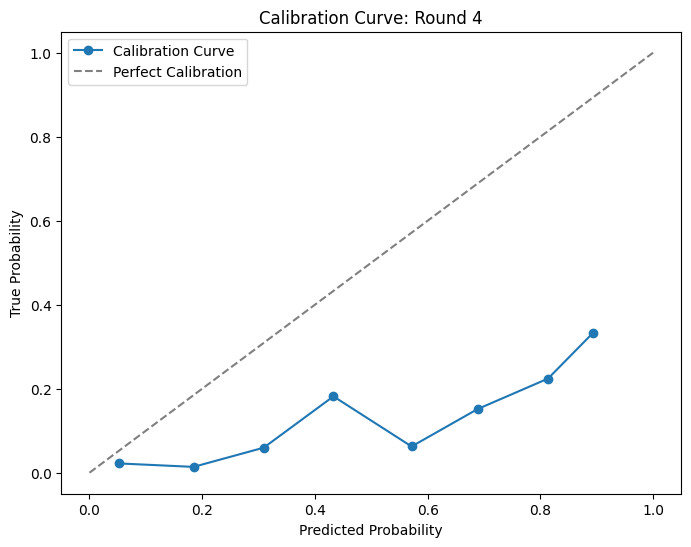 Calibration Curve: Round 4
Calibration Curve
Perfect Calibration
1.0
0.8
0.6
0.4
0.2
0.0
True Probability
0.0 0.2 0.4 0.6 0.8 1.0
Predicted Probability